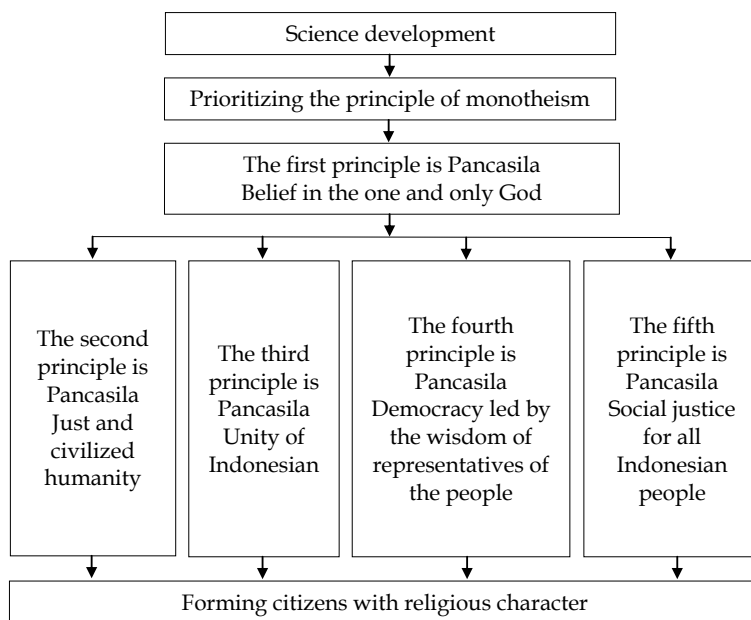 Science development
Prioritizing the principle of monotheism
The first principle is Pancasila
Belief in the one and only God
The second
principle is
Pancasila
Just and
civilized
humanity
The third
principle is
Pancasila
Unity of
Indonesian
The fourth
principle is
Pancasila
Democracy led by
the wisdom of
representatives of
the people
The fifth
principle is
Pancasila
Social justice
for all
Indonesian
people
Forming citizens with religious character